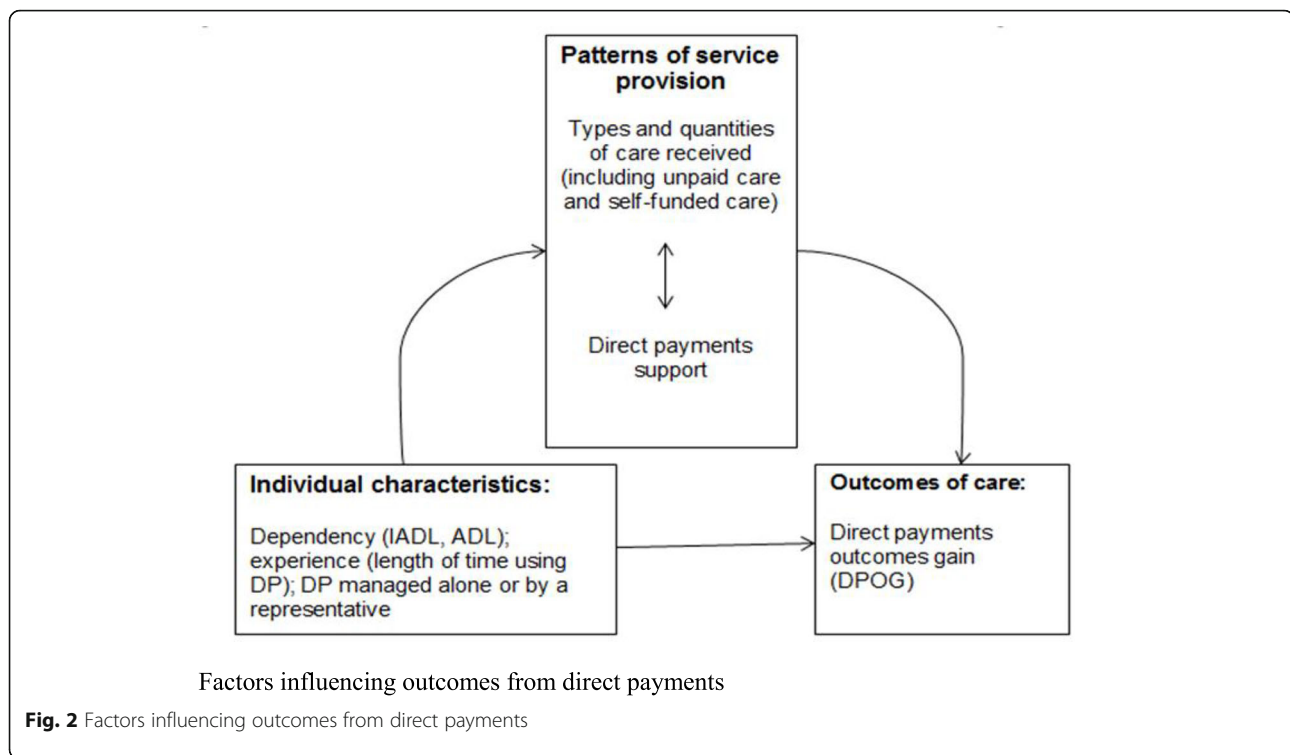 Patterns of service
provision
Types and quantities
of care received
(including unpaid care
and self-funded care)
Direct payments
support
Individual characteristics:
Dependency (IADL, ADL);
experience (length of time using
DP); DP managed alone or by a
representative
Outcomes of care:
Direct payments
outcomes gain
(DPOG)
Factors influencing outcomes from direct payments
Fig. 2 Factors influencing outcomes from direct payments